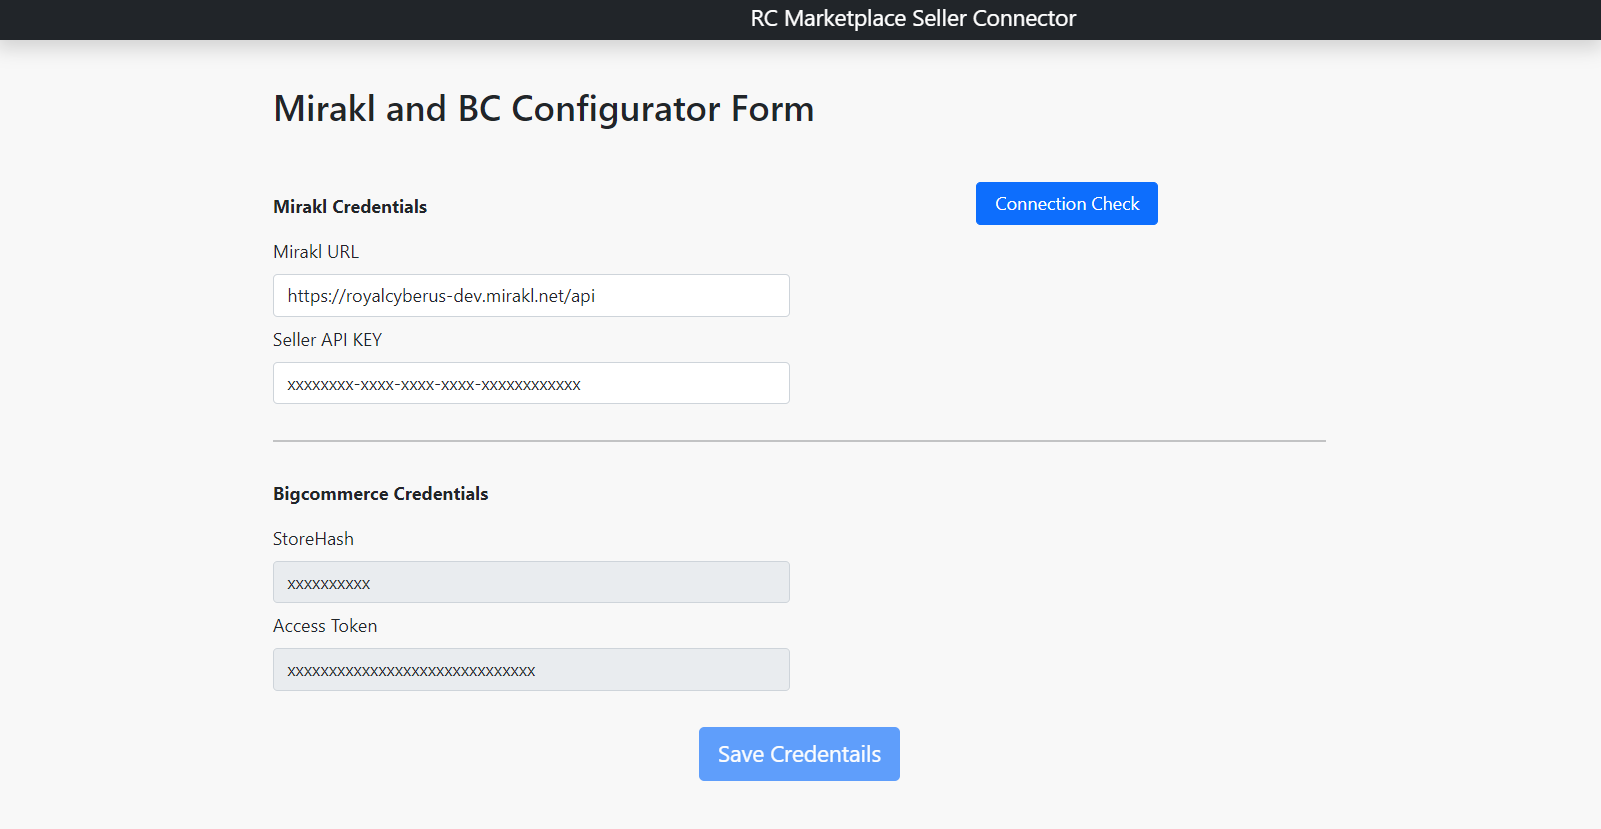 RC Marketplace Seller Connector
Mirakl and BC Configurator Form
Mirakl Credentials
Connection Check
Mirakl URL
https://royalcyberus-dev.mirakl.net/api
Seller API KEY
xxxxxxxx-xxxx-xxxx-xxxx-xxxxxxxxxxxx
Bigcommerce Credentials
StoreHash
xxxxxxxxxx
Access Token
xxxxxxxxxxxxxxxxxxxxxxxxxxxxxx
Save Credentails